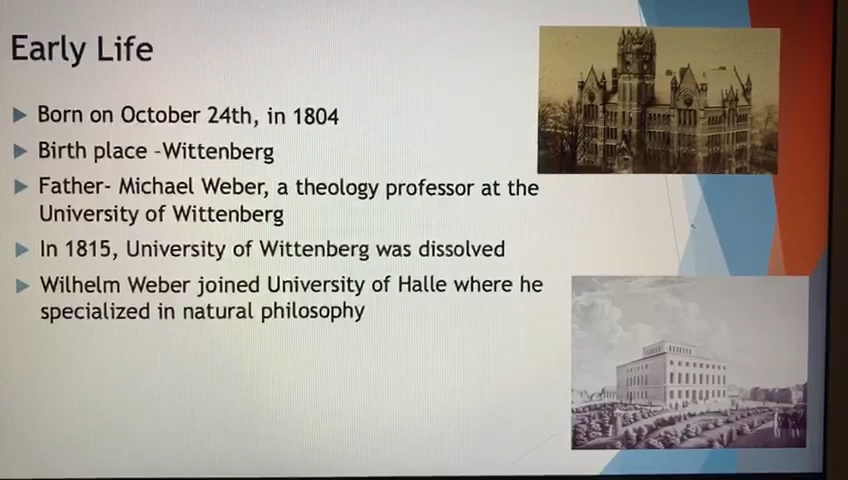 Early Life
Born on October 24th, in 1804
Birth place -Wittenberg
Father- Michael Weber, a theology professor at the
University of Wittenberg
In 1815, University of Wittenberg was dissolved
Wilhelm Weber joined University of Halle where he
specialized in natural philosophy